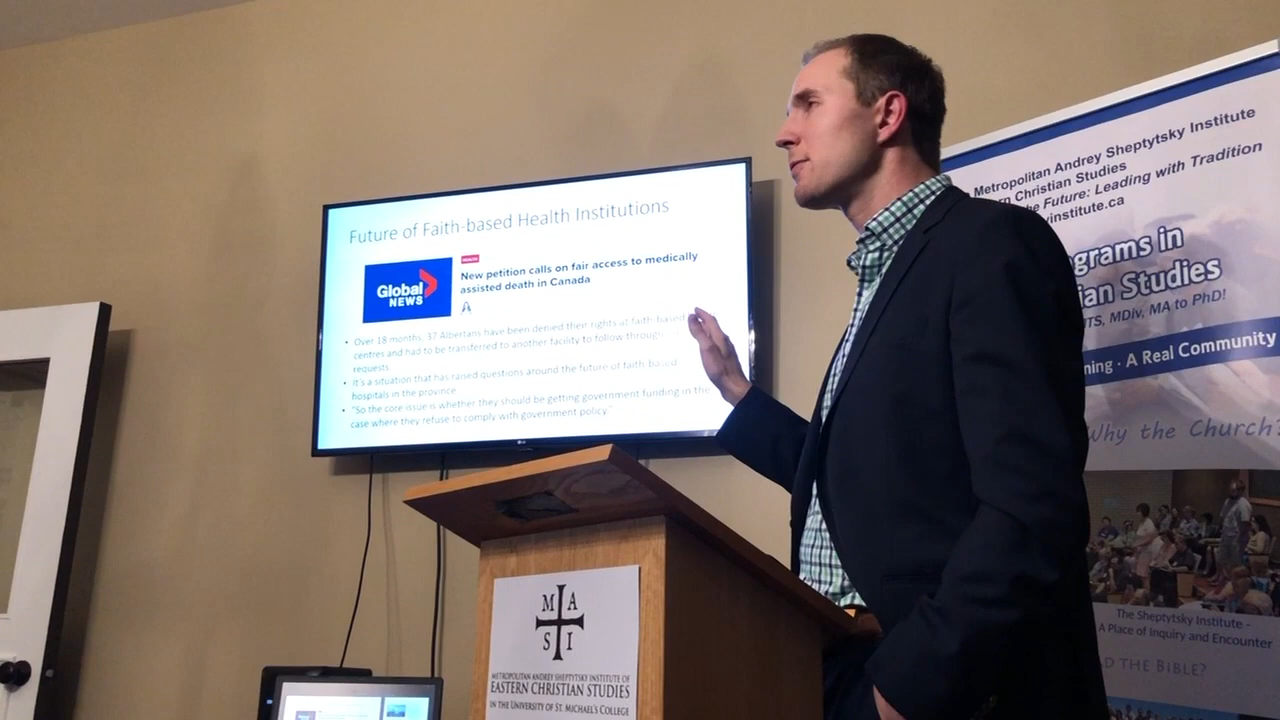 Future of Faith-based Health Institutions
HEALTH
Global
NEWS
New petition calls on fair access to medically
assisted death in Canada
• Over 18 months, 37 Albertans have been denied their rights at faith-based
centres and had to be transferred to another facility to follow through
requests
• It's a situation that has raised questions around the future of faith-based
hospitals in the province
• "So the core issue is whether they should be getting government funding in the
case where they refuse to comply with government policy."
LG
M A
S I
METROPOLITAN ANDREY SHEPTYTSKY INSTITUTE OF
EASTERN CHRISTIAN STUDIES
IN THE UNIVERSITY OF ST. MICHAEL'S COLLEGE
Metropolitan Andrey Sheptytsky Institute
n Christian Studies
he Future: Leading with Tradition
yinstitute.ca
grams in
ian Studies
MTS, MDiv, MA to PhD!
ning · A Real Community
Why the Church?
The Sheptytsky Institute -
A Place of Inquiry and Encounter
D THE BIBLE?
Global
NEWS